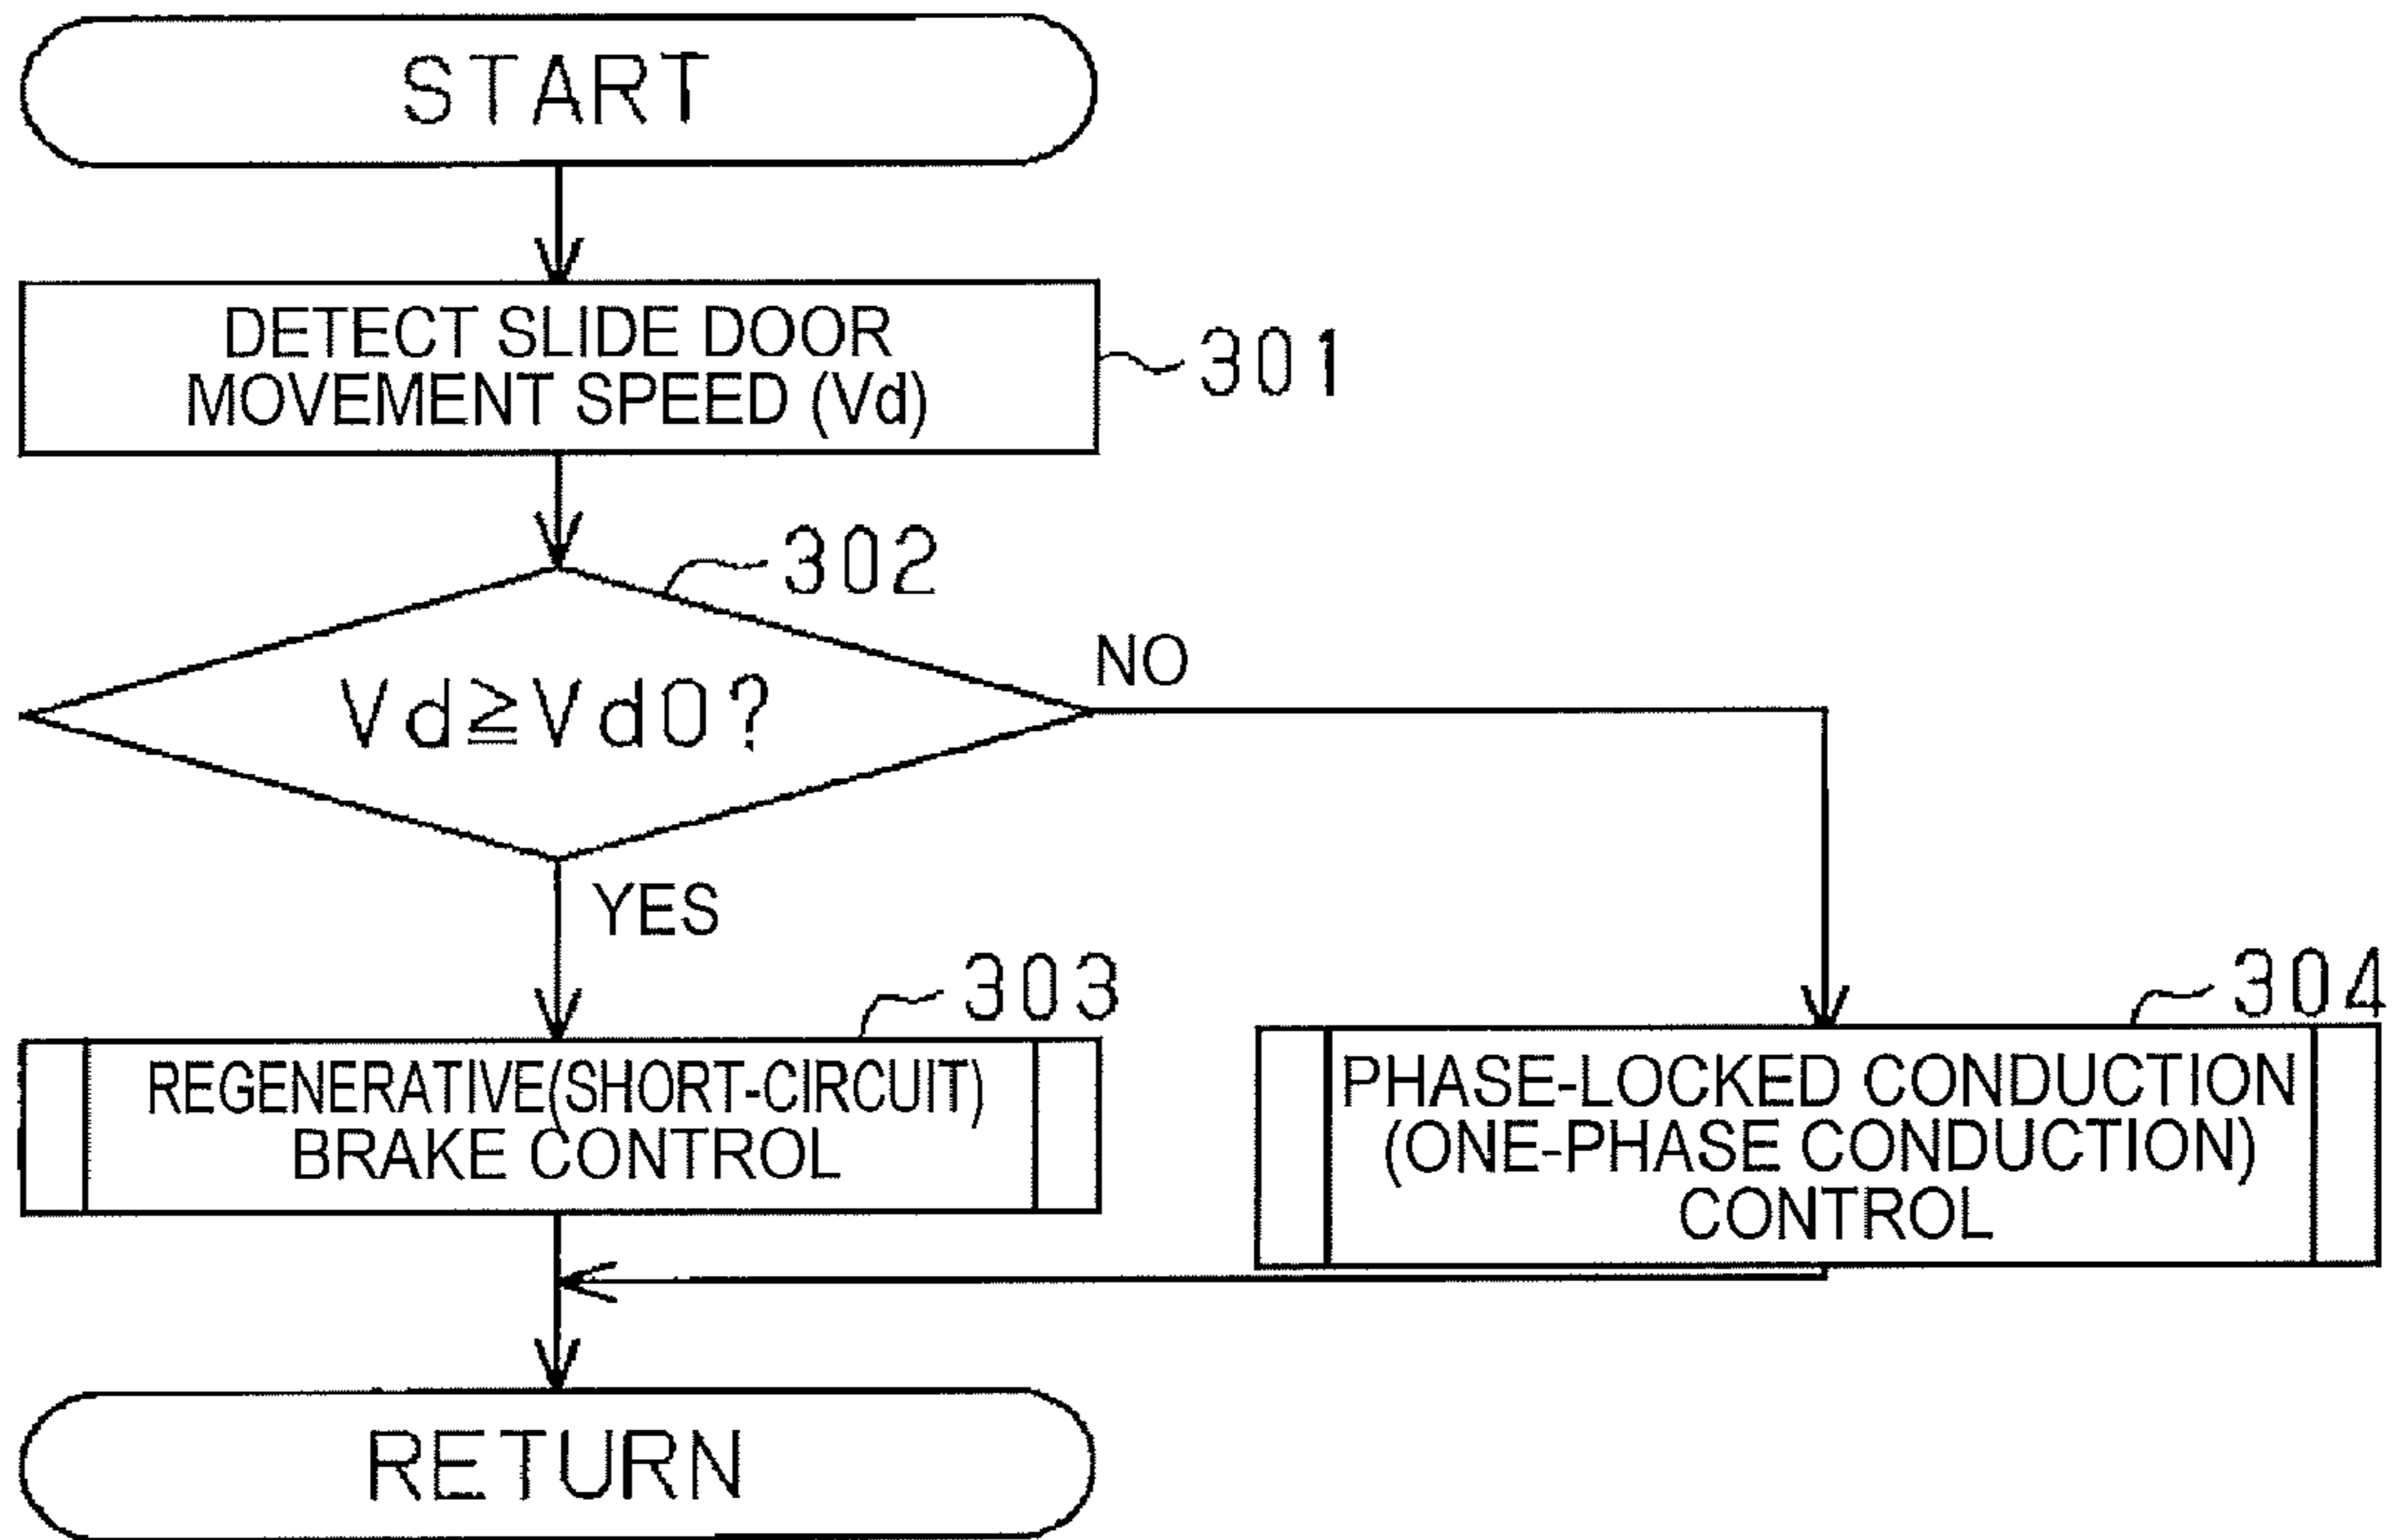 START
DETECT SLIDE DOOR
MOVEMENT SPEED (Vd)
301
302
Vd≧Vd0?
NO
YES
303
REGENERATIVE(SHORT-CIRCUIT)
BRAKE CONTROL
304
PHASE-LOCKED CONDUCTION
(ONE-PHASE CONDUCTION)
CONTROL
RETURN